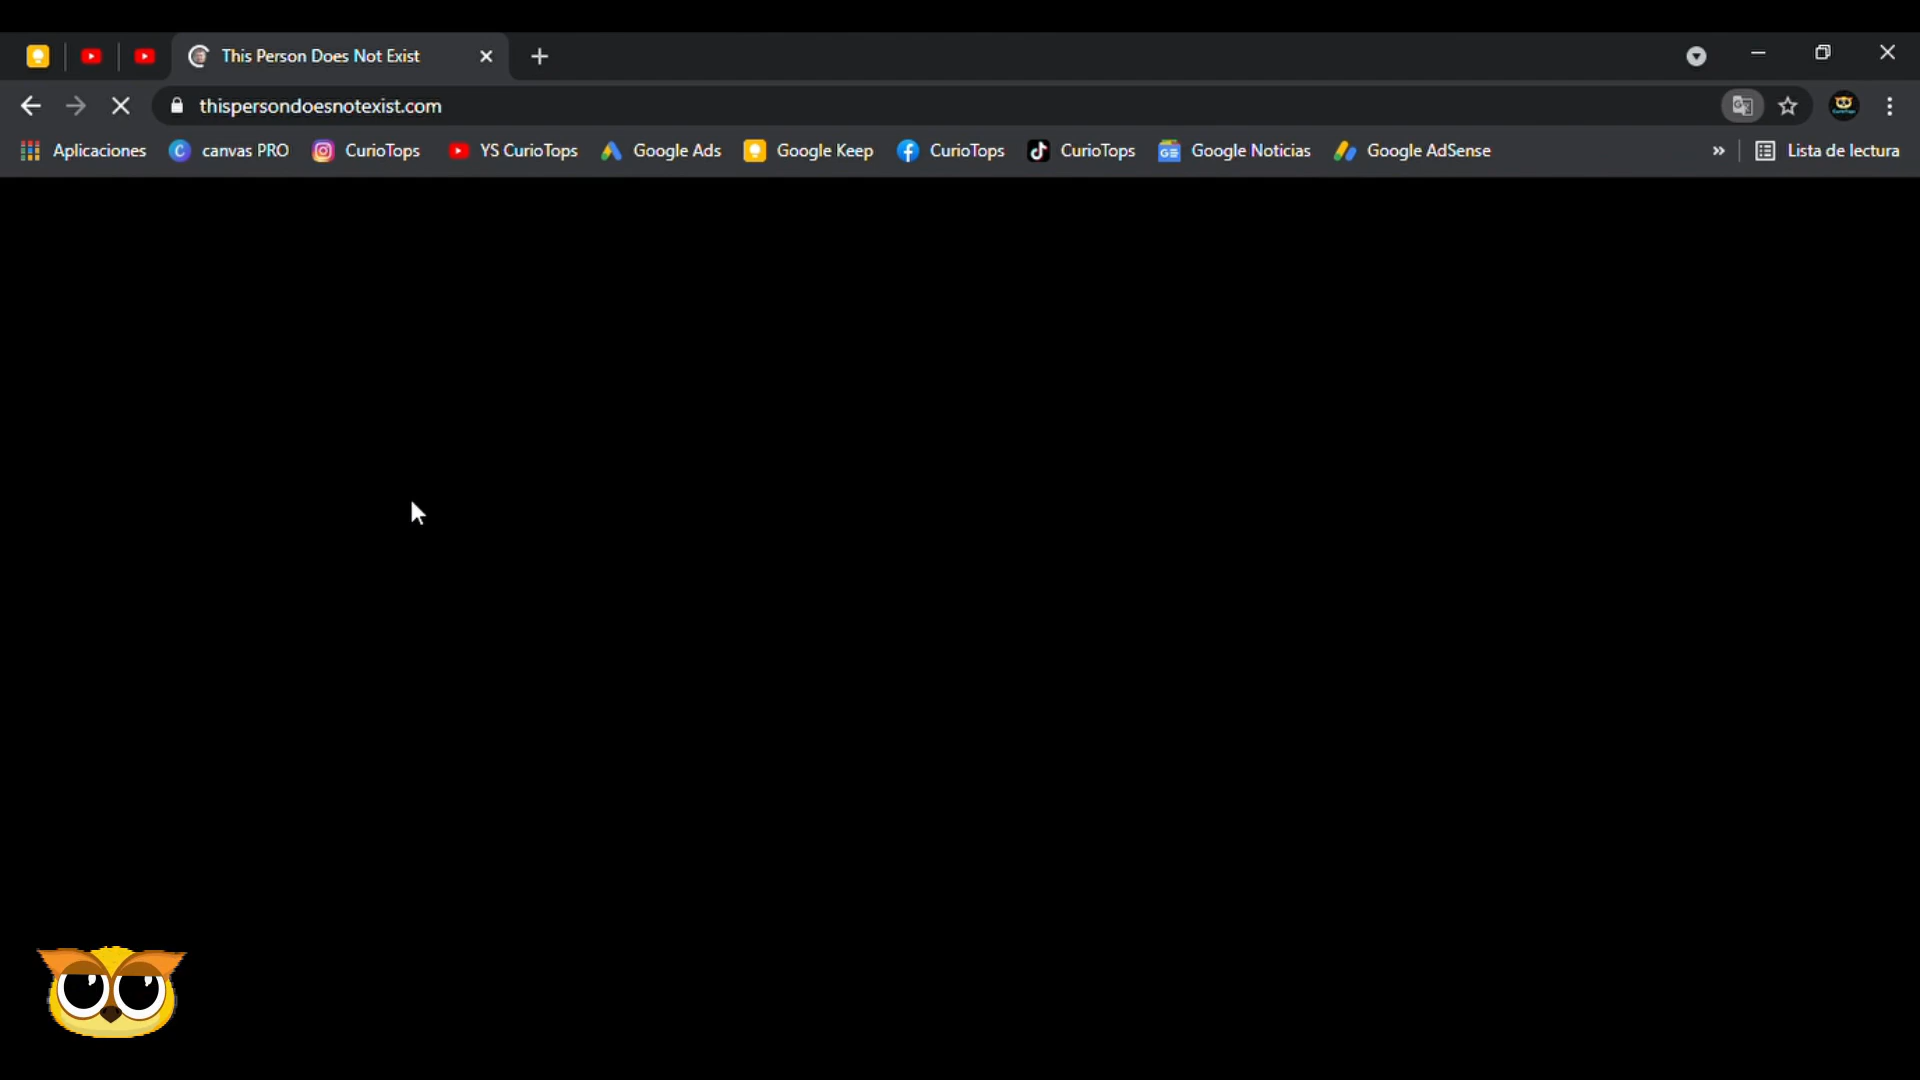 This Person Does Not Exist
thispersondoesnotexist.com
Aplicaciones canvas PRO CurioTops YS CurioTops Google Ads Google Keep CurioTops CurioTops Google Noticias Google AdSense » Lista de lectura